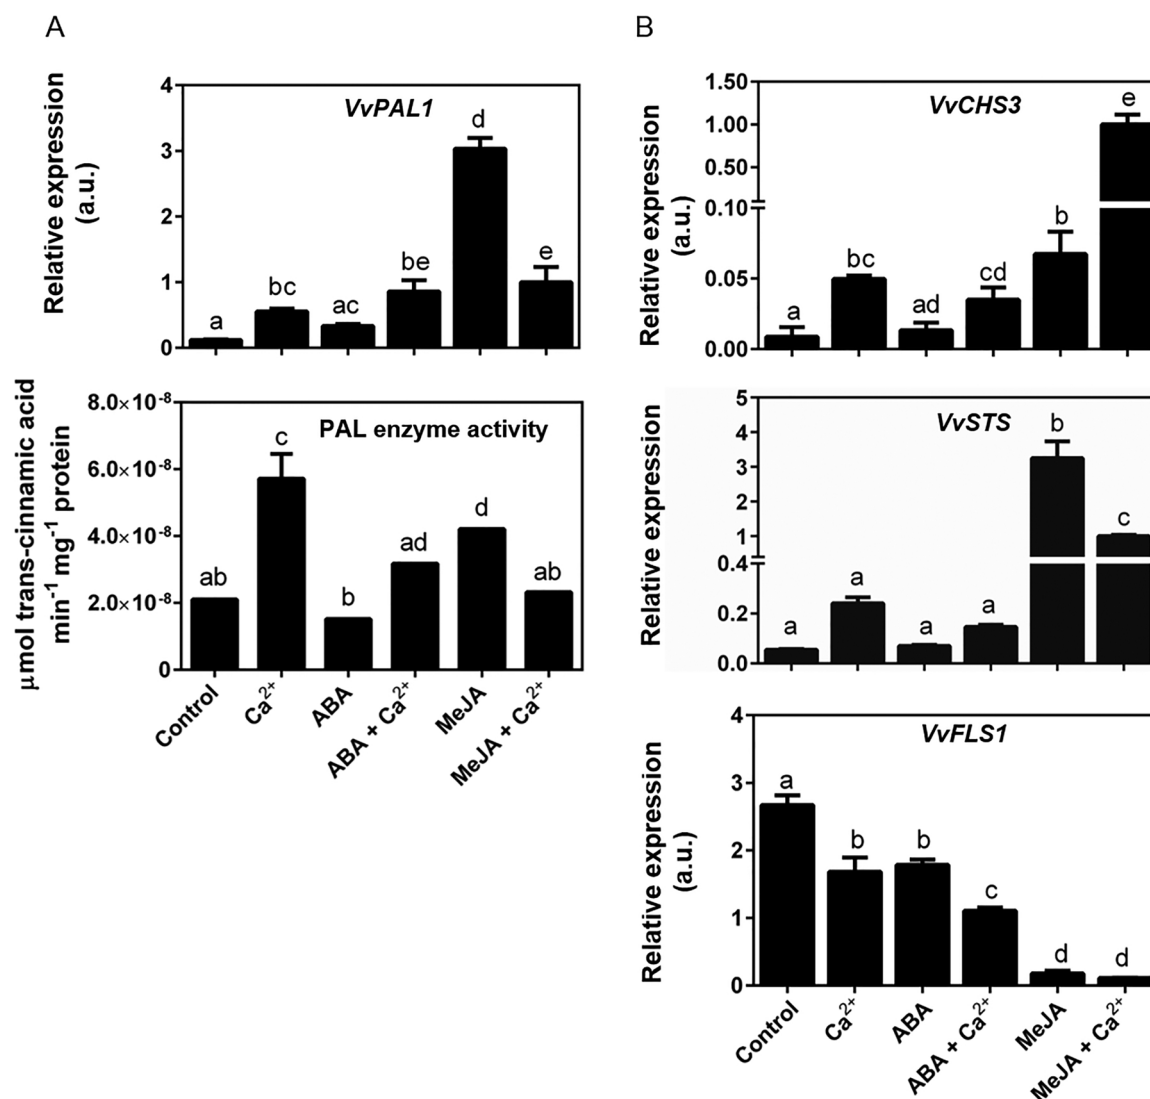 A
Relative expression
(a.u.)
VvPAL1
4
3
2
1
0
a
bc
ac
be
d
e
µmol trans-cinnamic acid
min⁻¹ mg⁻¹ protein
PAL enzyme activity
8.0×10⁻⁸
6.0×10⁻⁸
4.0×10⁻⁸
2.0×10⁻⁸
0
ab
c
b
ad
d
ab
Control
Ca²⁺
ABA
ABA + Ca²⁺
MeJA
MeJA + Ca²⁺
B
Relative expression
(a.u.)
VvCHS3
1.50
1.00
0.50
0.10
0.05
0.00
a
bc
ad
cd
b
e
Relative expression
VvSTS
5
4
3
2
1
0.4
0.2
0.0
a
a
a
a
b
c
Relative expression
(a.u.)
VvFLS1
4
3
2
1
0
a
b
b
c
d
d
Control
Ca²⁺
ABA
ABA + Ca²⁺
MeJA
MeJA + Ca²⁺